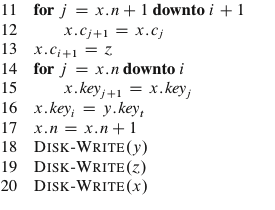 11 for j = x.n + 1 downto i + 1
12 x.c_{j+1} = x.c_j
13 x.c_{i+1} = z
14 for j = x.n downto i
15 x.key_{j+1} = x.key_j
16 x.key_i = y.key_t
17 x.n = x.n + 1
18 DISK-WRITE(y)
19 DISK-WRITE(z)
20 DISK-WRITE(x)